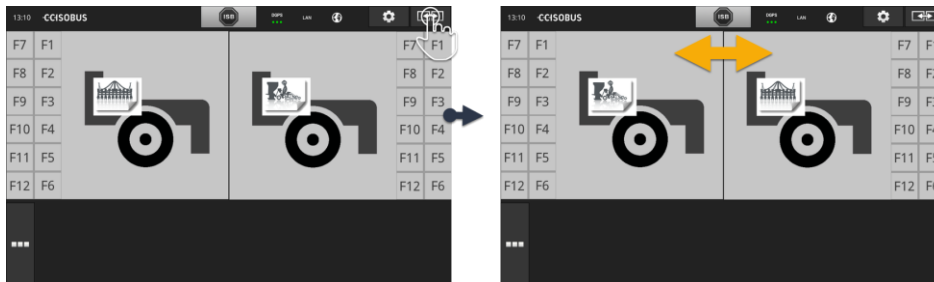 13:10 CCISOBUS ISB DGPS LAN
F7 F1 F7 F1
F8 F2 F8 F2
F9 F3 F9 F3
F10 F4 F10 F4
F11 F5 F11 F5
F12 F6 F12 F6
13:10 CCISOBUS ISB DGPS LAN
F7 F1 F7
F8 F2 F8
F9 F3 F9
F10 F4 F10
F11 F5 F11
F12 F6 F12